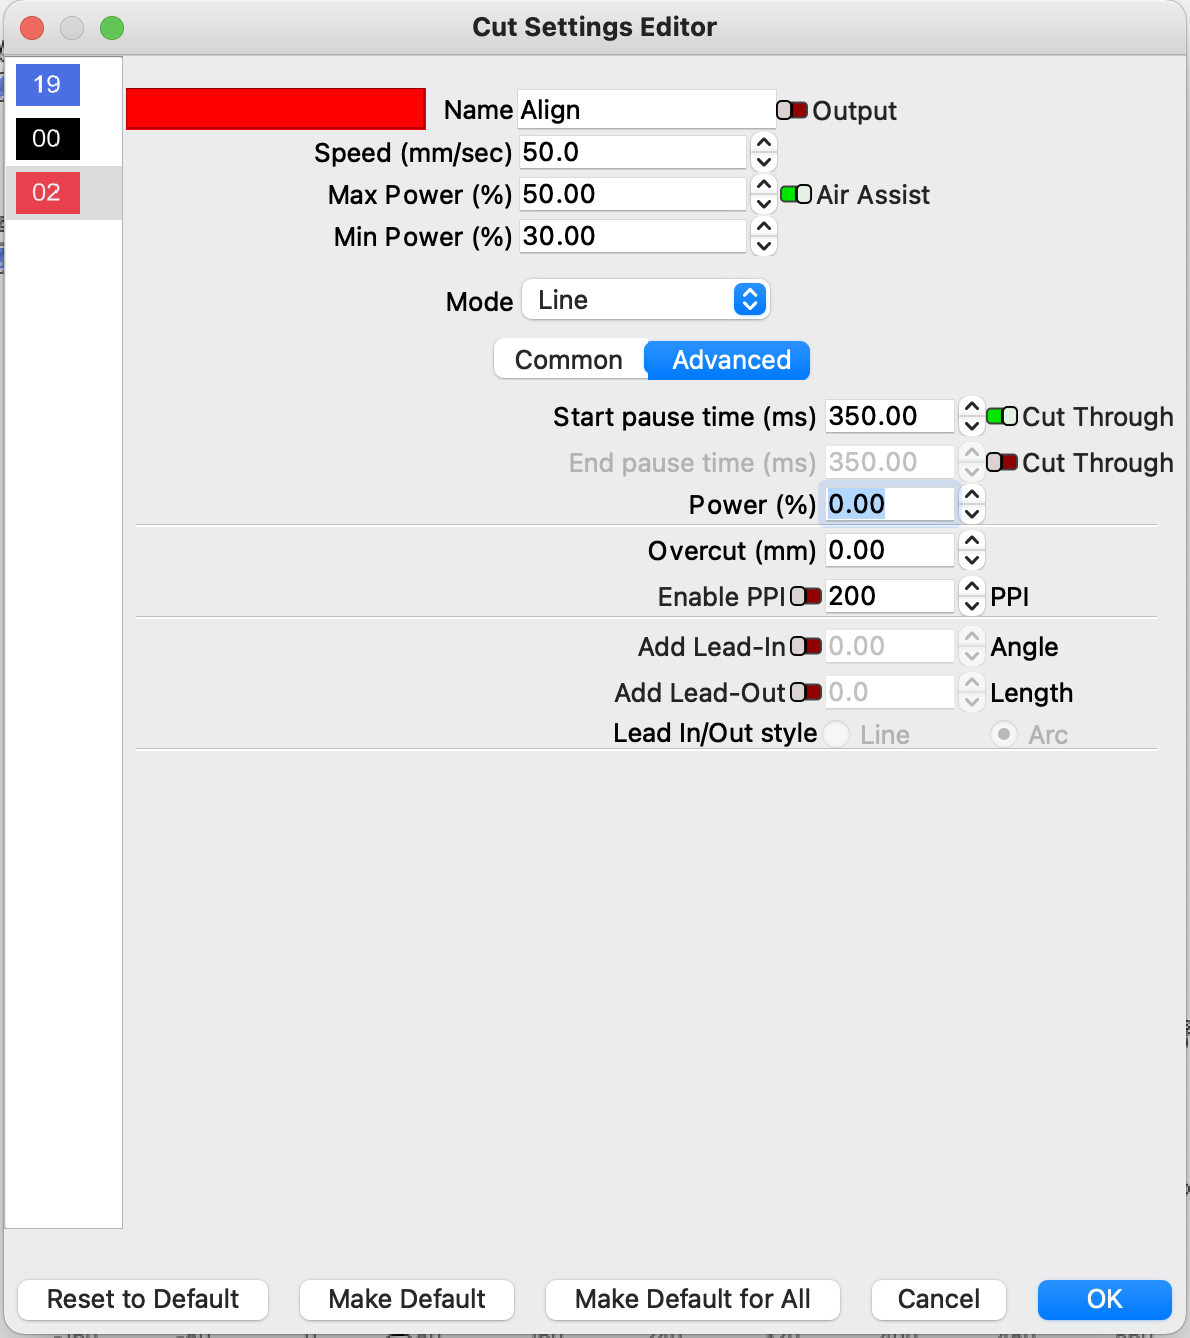 Cut Settings Editor
19
00
02
Name Align Output
Speed (mm/sec) 50.0
Max Power (%) 50.00 Air Assist
Min Power (%) 30.00
Mode Line
Common Advanced
Start pause time (ms) 350.00 Cut Through
End pause time (ms) 350.00 Cut Through
Power (%) 0.00
Overcut (mm) 0.00
Enable PPI 200 PPI
Add Lead-In 0.00 Angle
Add Lead-Out 0.0 Length
Lead In/Out style Line Arc
Reset to Default Make Default Make Default for All Cancel OK